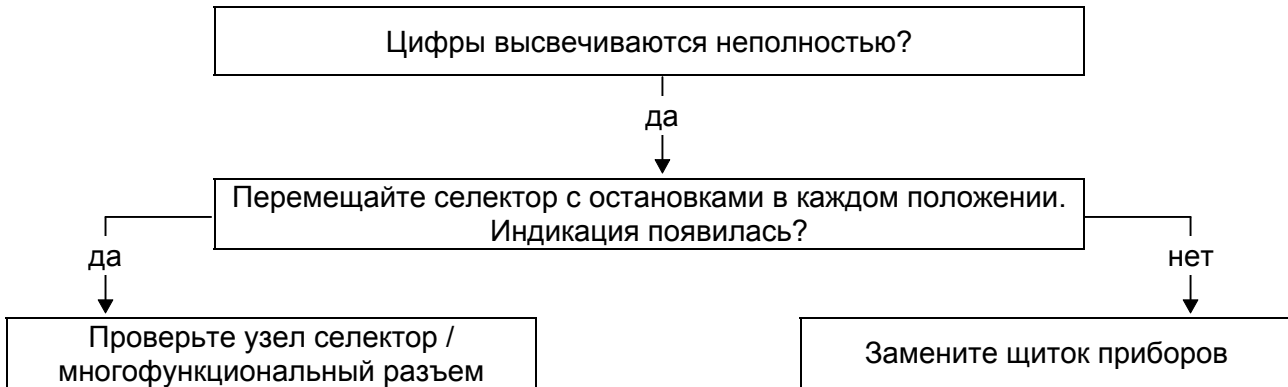 Цифры высвечиваются неполностью?
да
Перемещайте селектор с остановками в каждом положении.
Индикация появилась?
да
нет
Проверьте узел селектор /
многофункциональный разъем
Замените щиток приборов